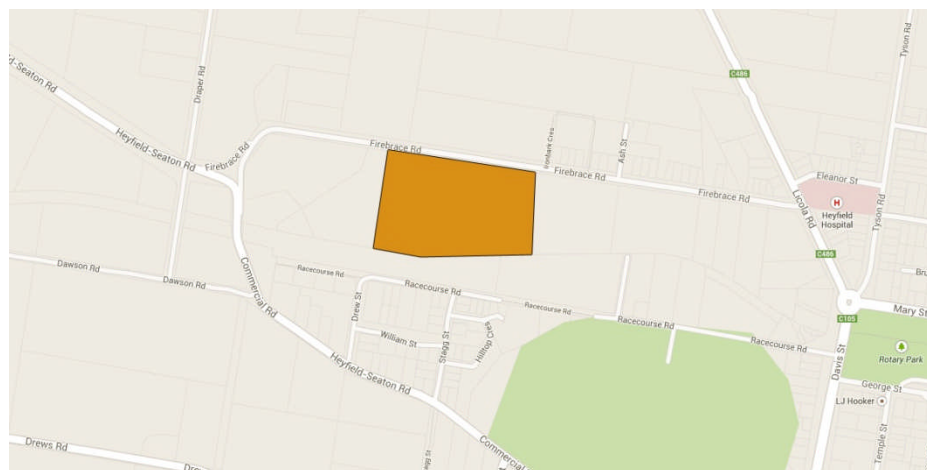 C486
Tyson Rd
Heyfield-Seaton Rd
Draper Rd
Heyfield-Seaton Rd
Firebrace Rd
Firebrace Rd
Ironbark Cres
Ash St
Firebrace Rd
Firebrace Rd
Eleanor St
H
Heyfield
Hospital
Licola Rd
Tyson Rd
C486
Dawson Rd
Dawson Rd
Commercial Rd
Racecourse Rd
Racecourse Rd
Racecourse Rd
Racecourse Rd
Racecourse Rd
Drew St
William St
Stagg St
Hilltop Cres
Heyfield-Seaton Rd
Mary St
C105
Davis St
Rotary Park
George St
LJ Hooker
Temple St
Drews Rd
Commercial